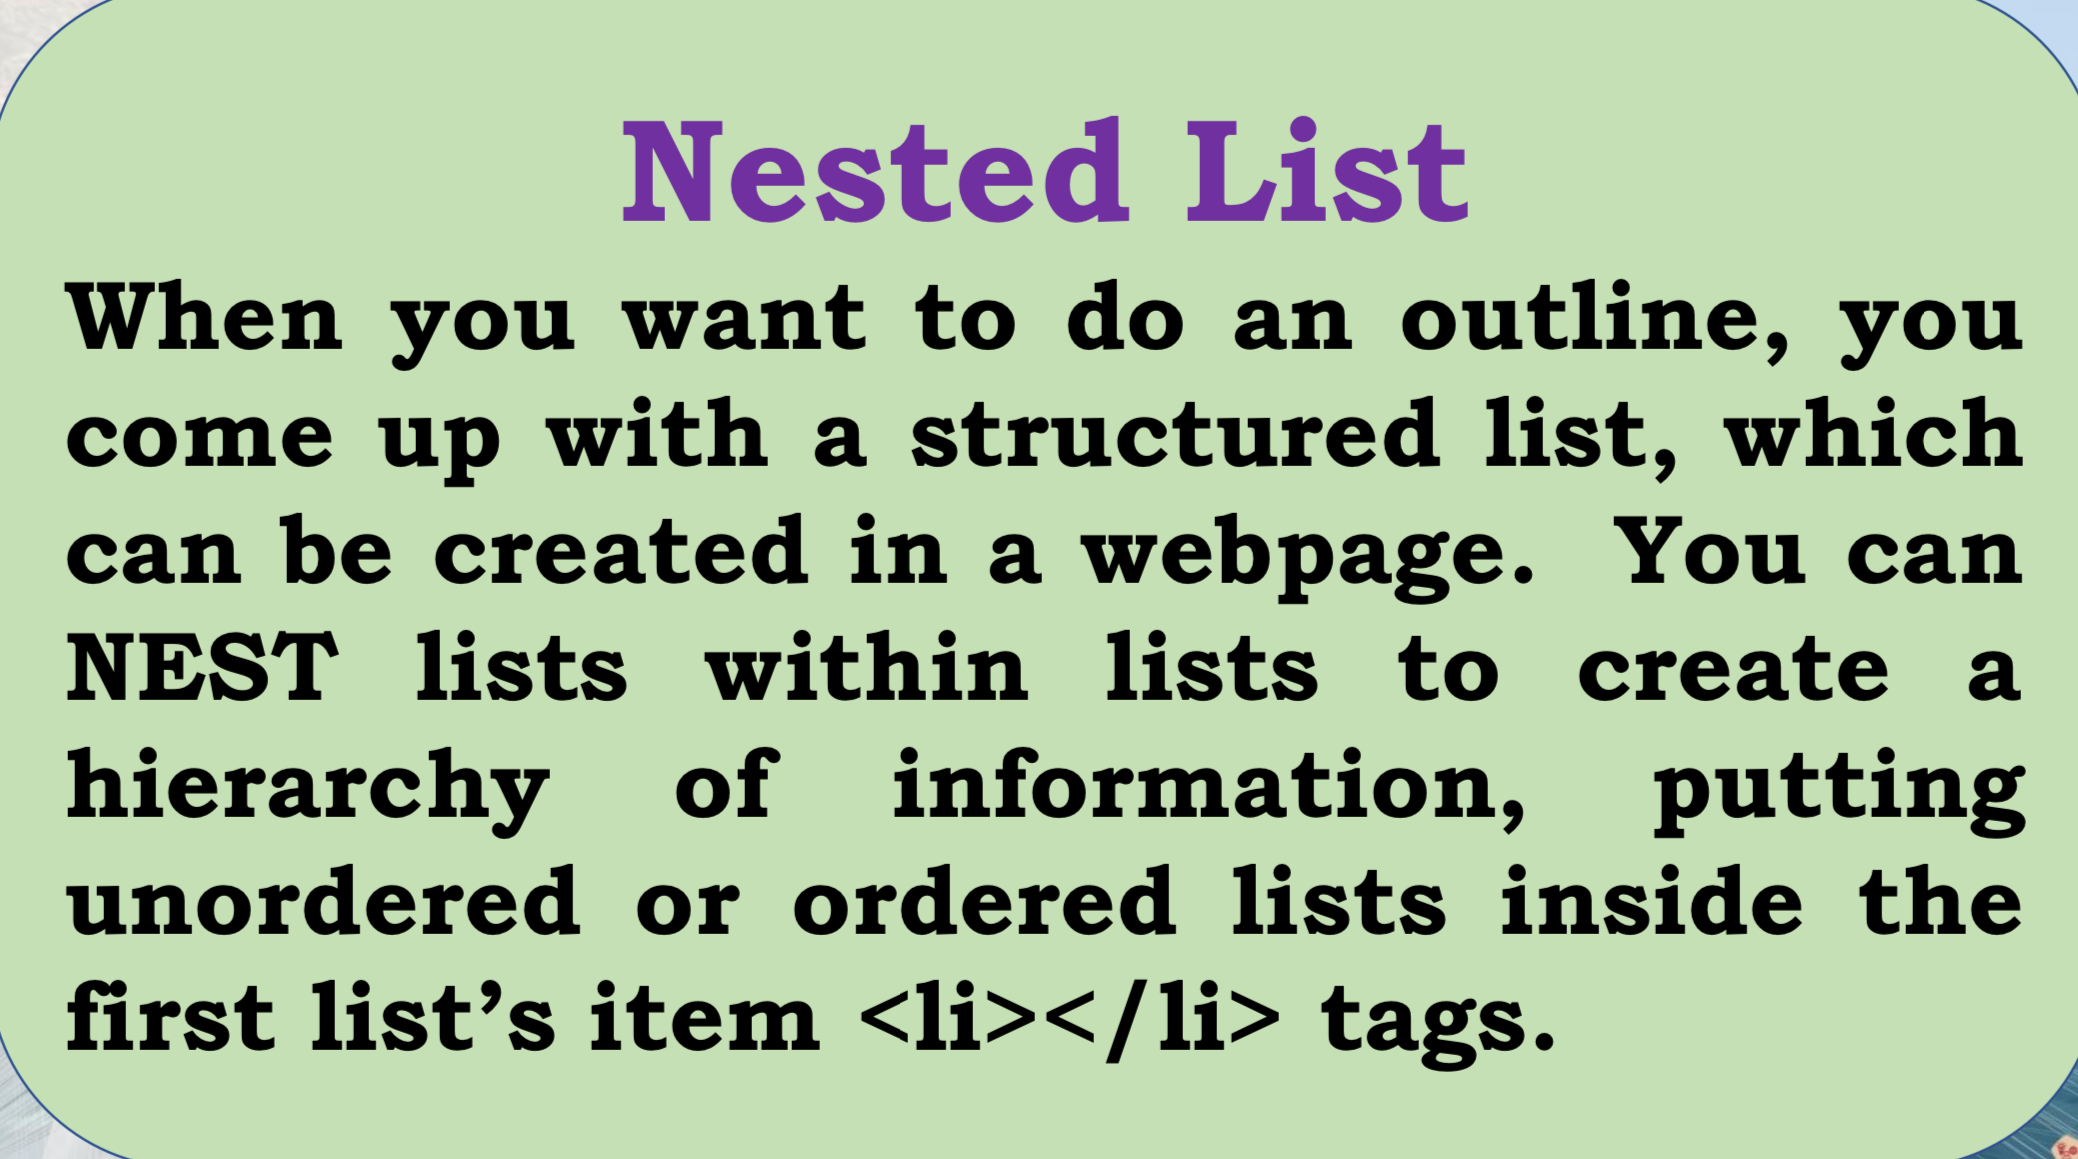 Nested List
When you want to do an outline, you
come up with a structured list, which
can be created in a webpage.  You can
NEST lists within lists to create a
hierarchy of information, putting
unordered or ordered lists inside the
first list’s item <li></li> tags.